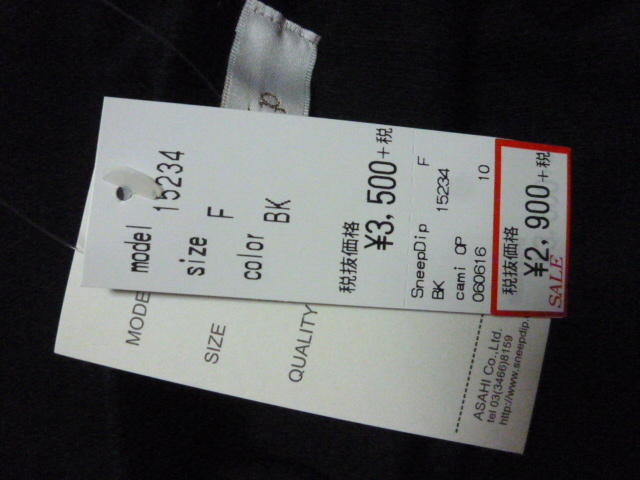 model 15234
size F
color BK
税抜価格
¥3,500+税
SneepDip F
BK 15234
cami OP
060616 10
税抜価格
¥2,900+税
SALE
MODE
SIZE
QUALITY
ASAHI Co.,Ltd.
tel 03(3466)8159
http://www.sneepdip.